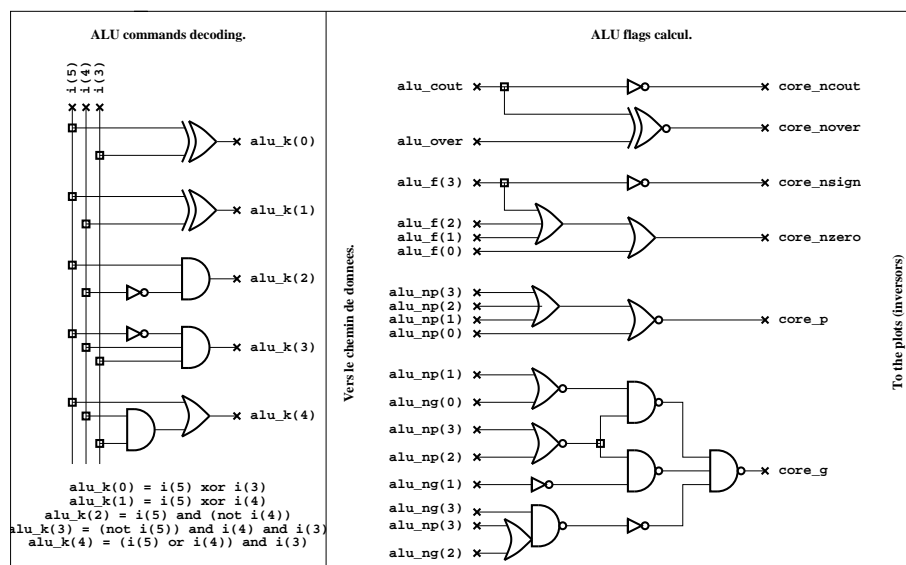 ALU commands decoding.
i(5)
i(4)
i(3)
alu_k(0)
alu_k(1)
alu_k(2)
alu_k(3)
alu_k(4)
alu_k(0) = i(5) xor i(3)
alu_k(1) = i(5) xor i(4)
alu_k(2) = i(5) and (not i(4))
alu_k(3) = (not i(5)) and i(4) and i(3)
alu_k(4) = (i(5) or i(4)) and i(3)
Vers le chemin de donnees.
ALU flags calcul.
alu_cout
core_ncout
core_nover
alu_over
alu_f(3)
core_nsign
alu_f(2)
alu_f(1)
core_nzero
alu_f(0)
alu_np(3)
alu_np(2)
alu_np(1)
core_p
alu_np(0)
alu_np(1)
alu_ng(0)
alu_np(3)
alu_np(2)
core_g
alu_ng(1)
alu_ng(3)
alu_np(3)
alu_ng(2)
To the plots (inversors)